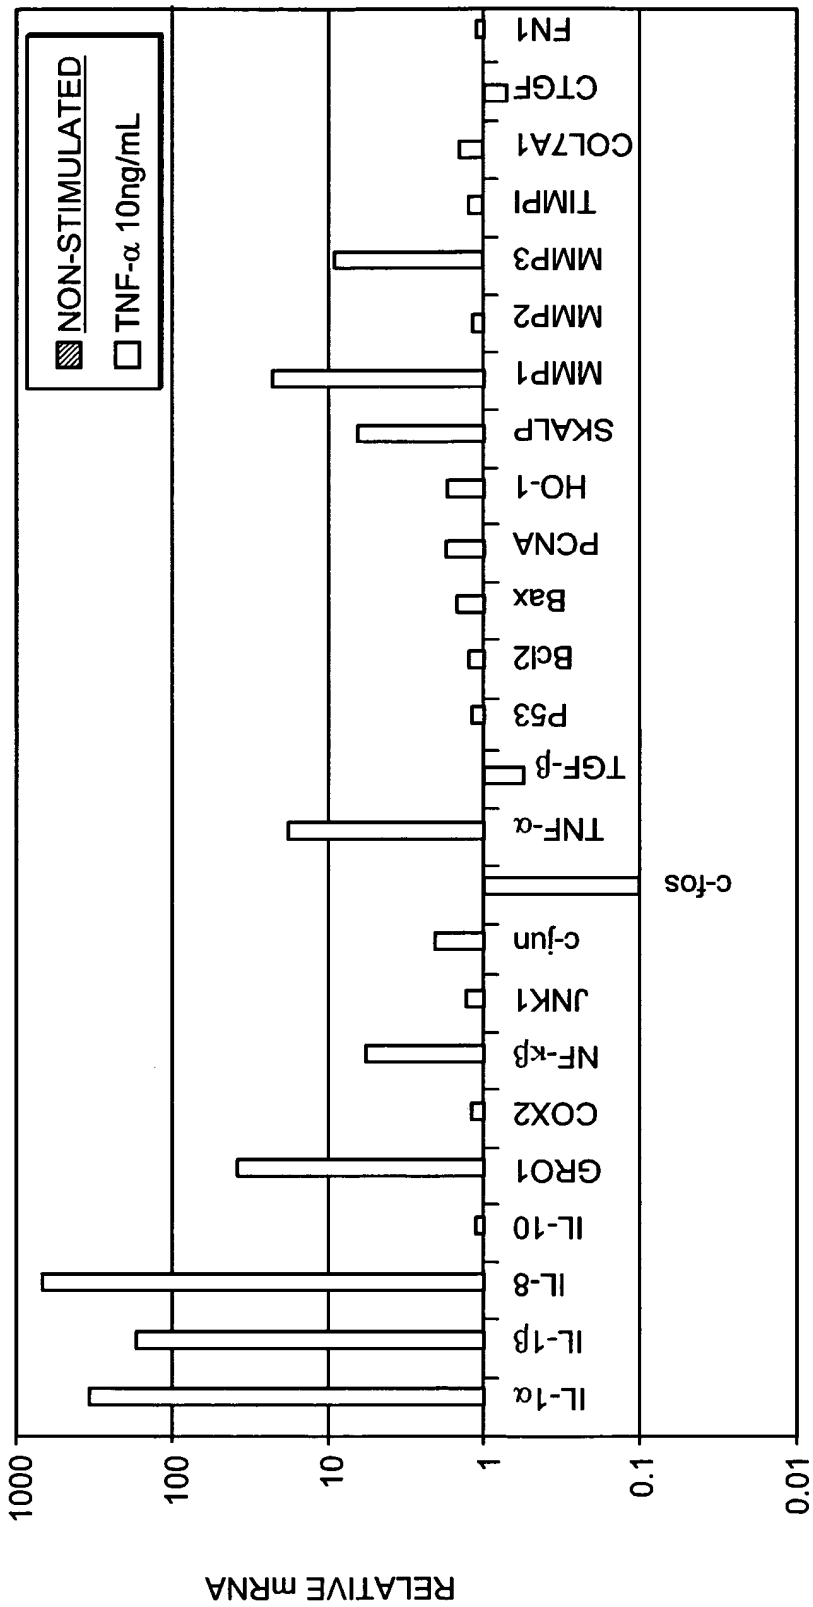 RELATIVE mRNA
1000
100
10
1
0.1
0.01
NON-STIMULATED
TNF-α 10ng/mL
IL-1α
IL-1β
IL-8
IL-10
GRO1
COX2
NF-κβ
JNK1
c-jun
c-fos
TNF-α
TGF-β
P53
Bcl2
Bax
PCNA
HO-1
SKALP
MMP1
MMP2
MMP3
TIMPI
COL7A1
CTGF
FN1